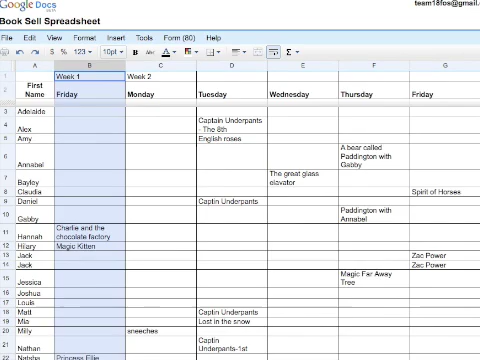 Google Docs
team18fos@gmail.
Book Sell Spreadsheet
File Edit View Format Insert Tools Form (80) Help
$ % 123 10pt B Abc A Σ
A B C D E F G
1 Week 1 Week 2
2 First Name Friday Monday Tuesday Wednesday Thursday Friday
3 Adelaide
4 Alex Captain Underpants - The 8th
5 Amy English roses
6 Annabel A bear called Paddington with Gabby
7 Bayley The great glass elavator
8 Claudia Spirit of Horses
9 Daniel Captin Underpants
10 Gabby Paddington with Annabel
11 Hannah Charlie and the chocolate factory
12 Hilary Magic Kitten
13 Jack Zac Power
14 Jack Zac Power
15 Jessica Magic Far Away Tree
16 Joshua
17 Louis
18 Matt Captin Underpants
19 Mia Lost in the snow
20 Milly sneeches
21 Nathan Captin Underpants-1st
22 Natsha Princess Ellie